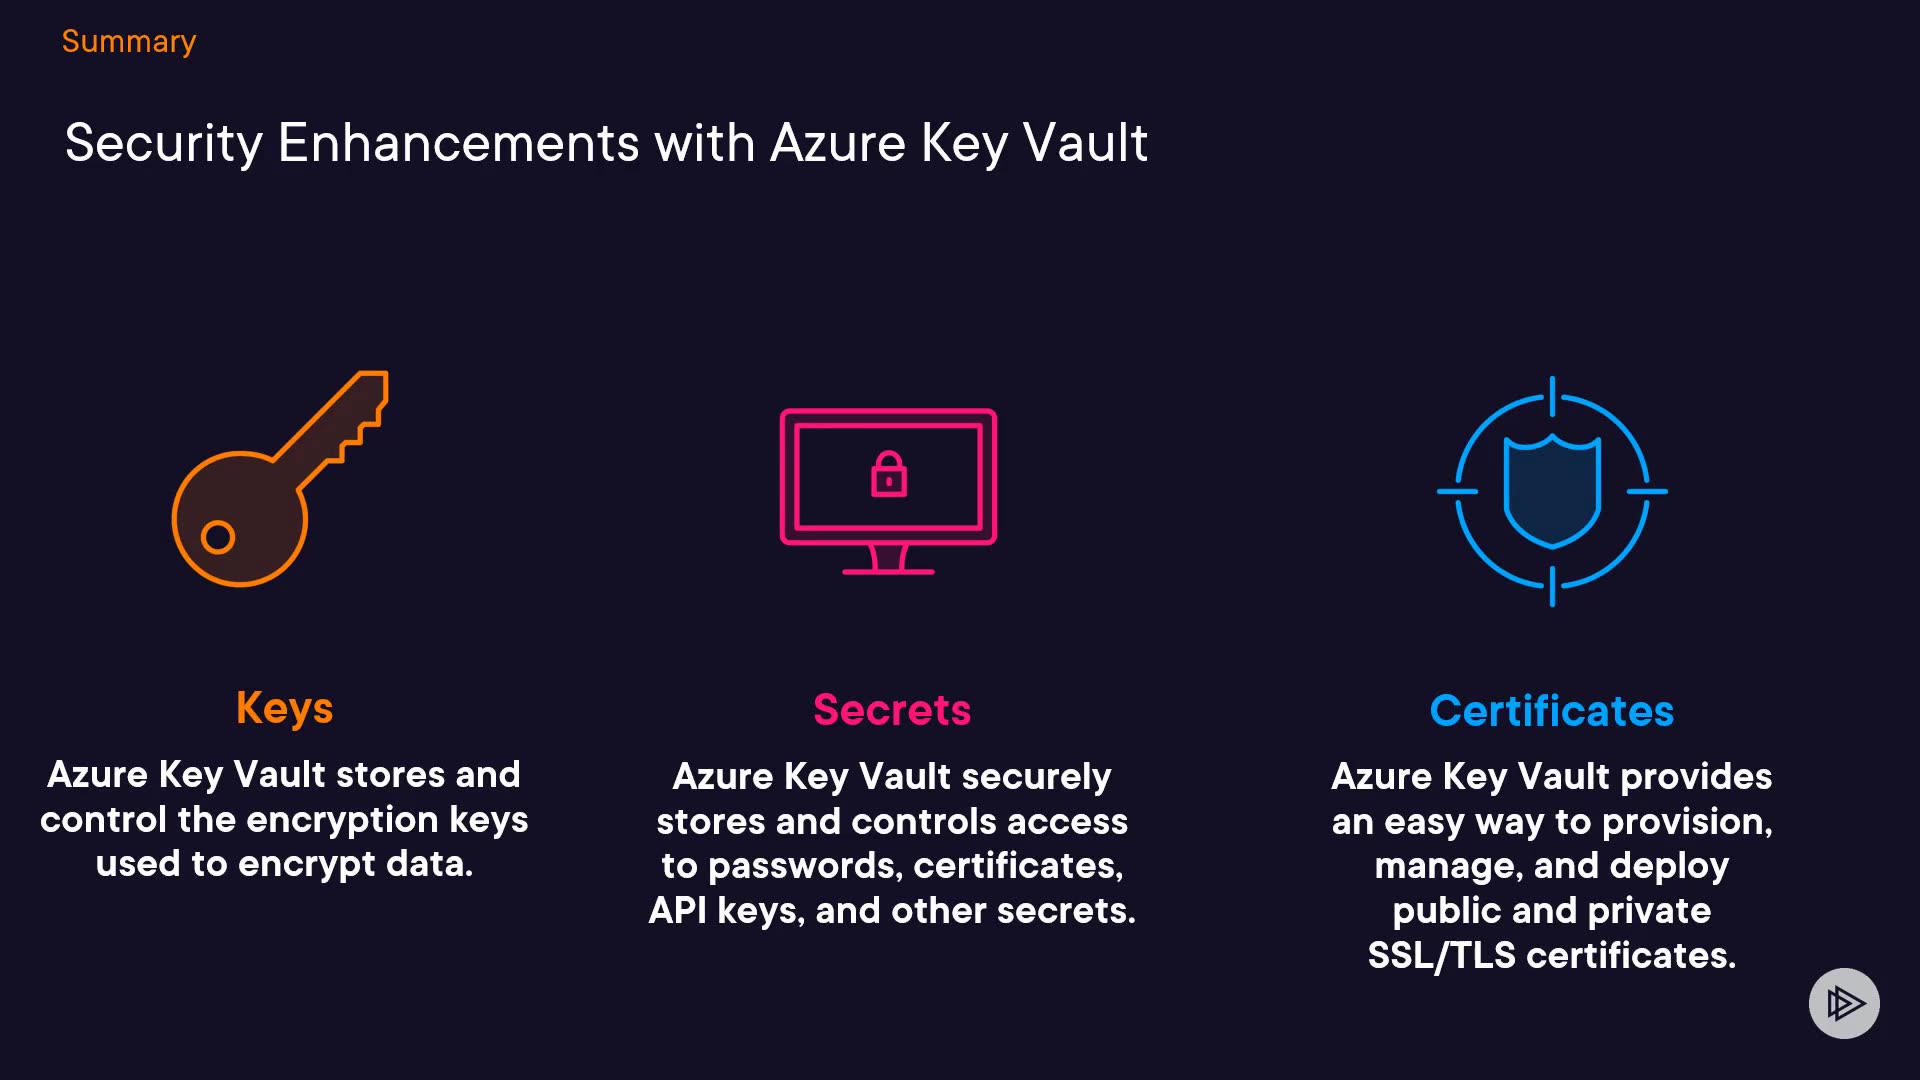 Summary
Security Enhancements with Azure Key Vault
Keys
Azure Key Vault stores and
control the encryption keys
used to encrypt data.
Secrets
Azure Key Vault securely
stores and controls access
to passwords, certificates,
API keys, and other secrets.
Certificates
Azure Key Vault provides
an easy way to provision,
manage, and deploy
public and private
SSL/TLS certificates.